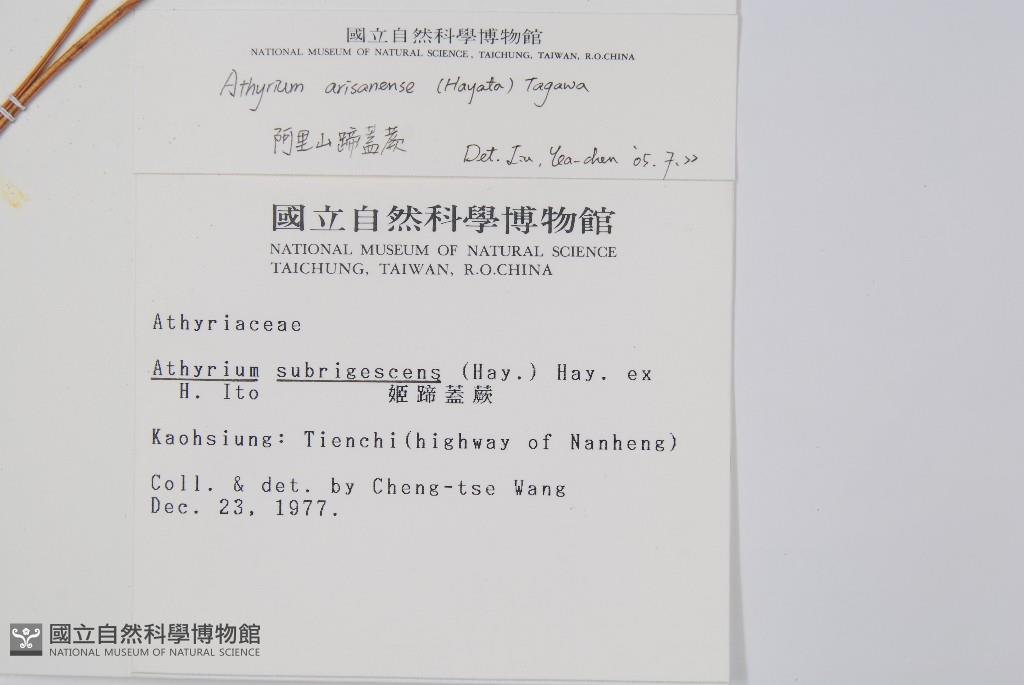 國立自然科學博物館
NATIONAL MUSEUM OF NATURAL SCIENCE, TAICHUNG, TAIWAN, R.O.CHINA
Athyrium arisanense (Hayata) Tagawa
阿里山蹄蓋蕨
Det. Liu, Yea-chen '05. 7. 22
國立自然科學博物館
NATIONAL MUSEUM OF NATURAL SCIENCE
TAICHUNG, TAIWAN, R.O.CHINA
Athyriaceae
Athyrium subrigescens (Hay.) Hay. ex
H. Ito 姬蹄蓋蕨
Kaohsiung: Tienchi(highway of Nanheng)
Coll. & det. by Cheng-tse Wang
Dec. 23, 1977.
國立自然科學博物館
NATIONAL MUSEUM OF NATURAL SCIENCE